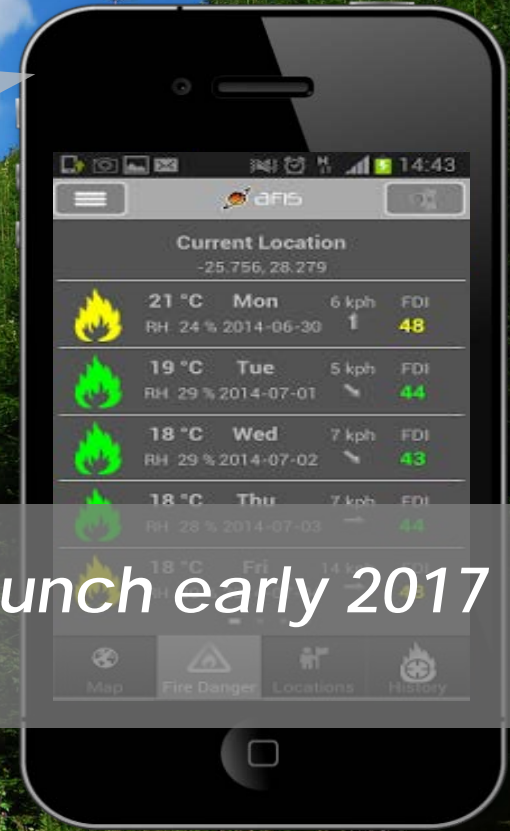 14:43
AFIS
Current Location
-25.756, 28.279
21 °C Mon 6 kph FDI
RH 24 % 2014-06-30 48
19 °C Tue 5 kph FDI
RH 29 % 2014-07-01 44
18 °C Wed 7 kph FDI
RH 29 % 2014-07-02 43
18 °C Thu 7 kph FDI
RH 28 % 2014-07-03 44
18 °C Fri 14 kph FDI
unch early 2017
Map Fire Danger Locations History